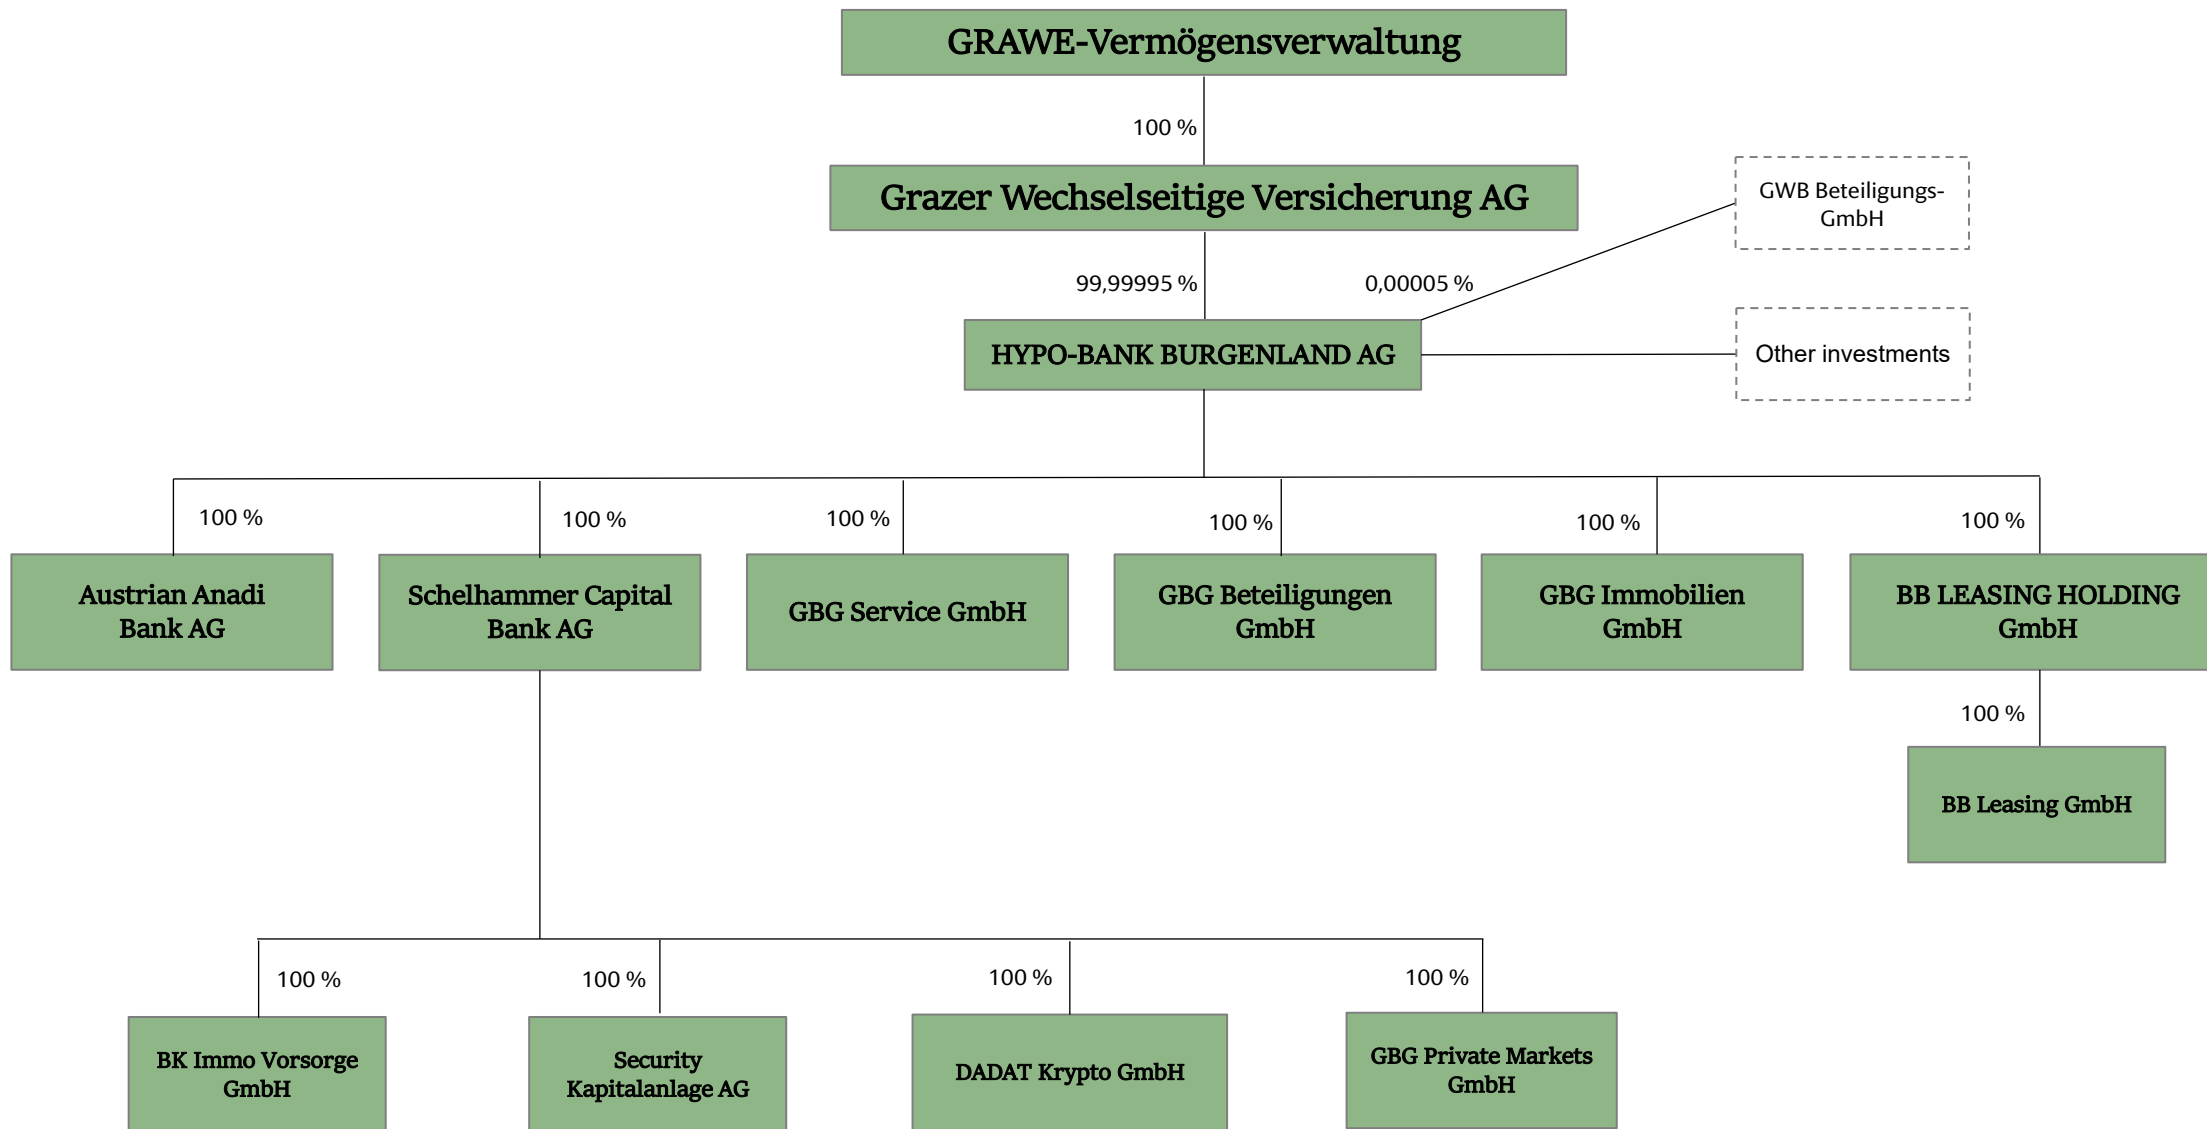 GRAWE-Vermögensverwaltung
100 %
Grazer Wechselseitige Versicherung AG
GWB Beteiligungs-
GmbH
99,99995 %
0,00005 %
HYPO-BANK BURGENLAND AG
Other investments
100 %
100 %
100 %
100 %
100 %
100 %
Austrian Anadi
Bank AG
Schelhammer Capital
Bank AG
GBG Service GmbH
GBG Beteiligungen
GmbH
GBG Immobilien
GmbH
BB LEASING HOLDING
GmbH
100 %
BB Leasing GmbH
100 %
100 %
100 %
100 %
BK Immo Vorsorge
GmbH
Security
Kapitalanlage AG
DADAT Krypto GmbH
GBG Private Markets
GmbH